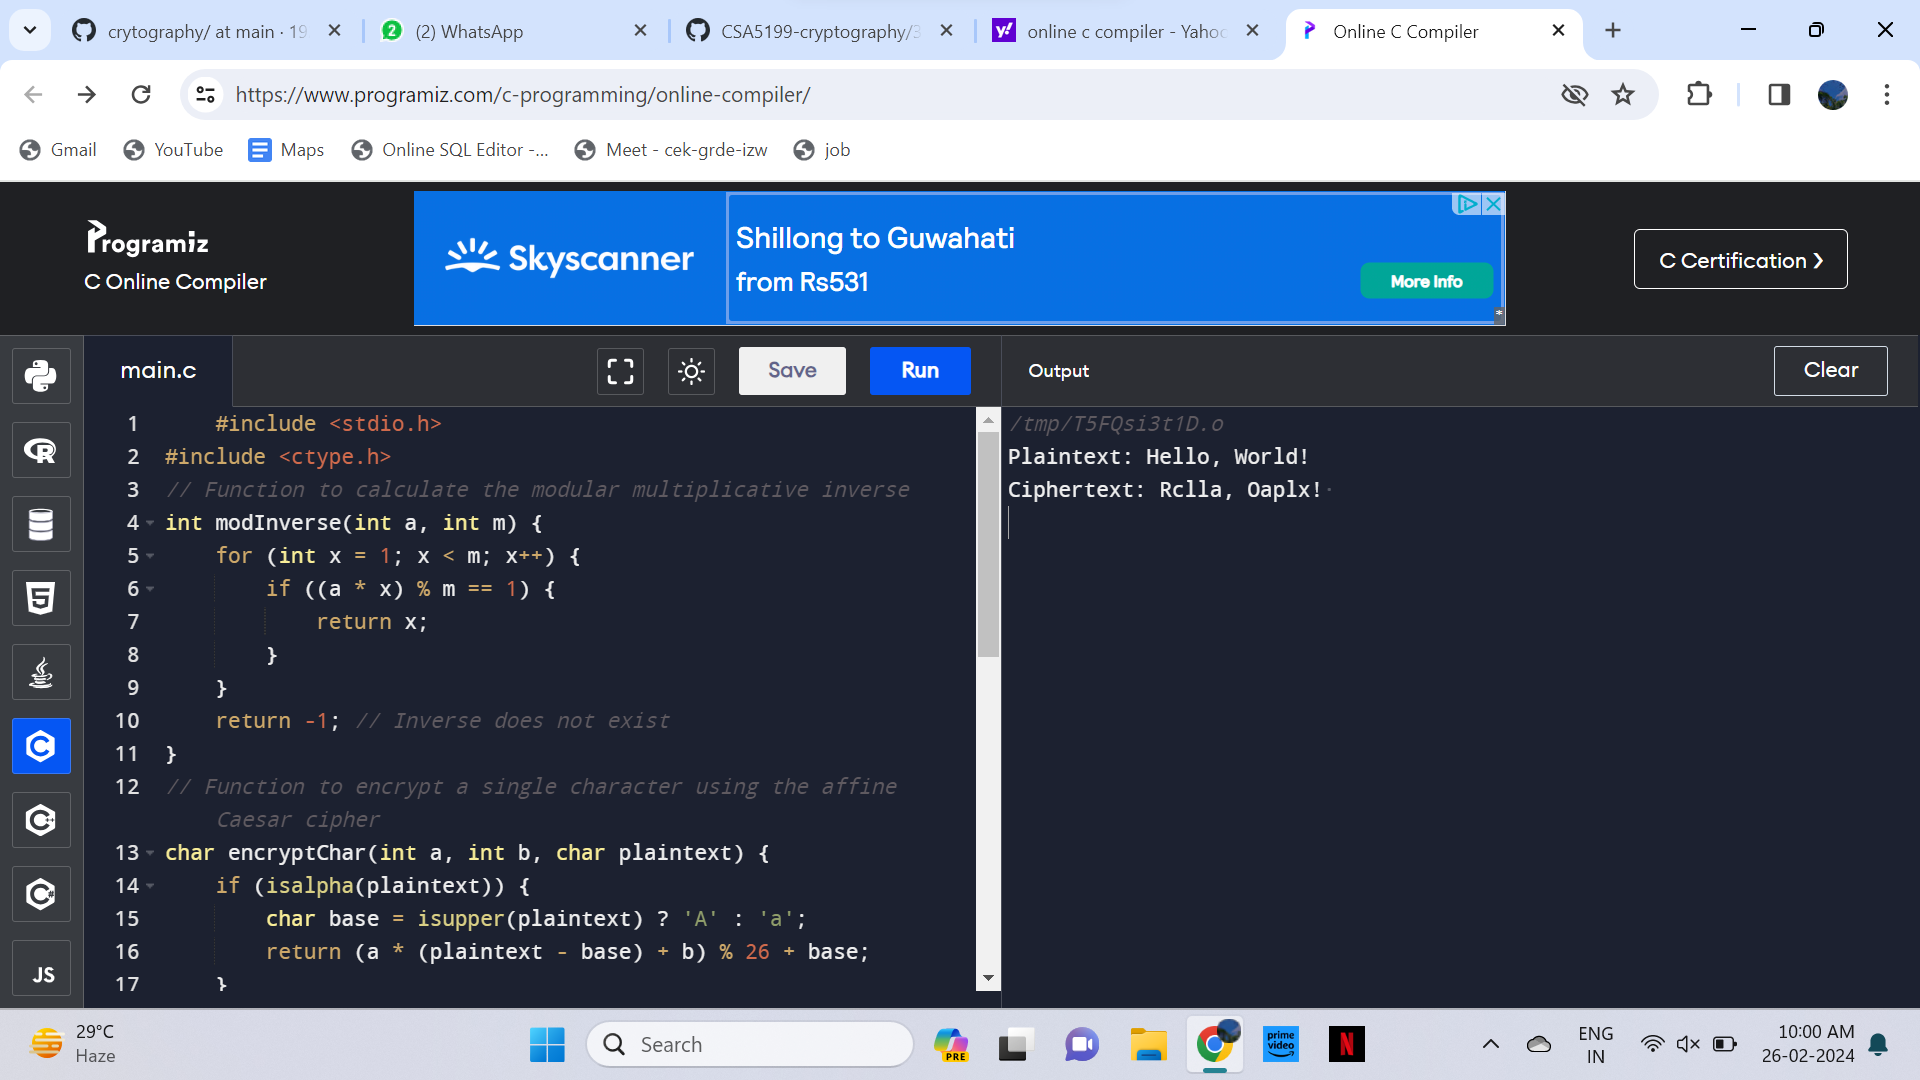 crytography/ at main · 19
(2) WhatsApp
CSA5199-cryptography/3
online c compiler - Yahoo
Online C Compiler
https://www.programiz.com/c-programming/online-compiler/
Gmail
YouTube
Maps
Online SQL Editor -...
Meet - cek-grde-izw
job
Programiz
C Online Compiler
Skyscanner
Shillong to Guwahati
from Rs531
More Info
C Certification ❯
main.c
Save
Run
Output
Clear
1 #include <stdio.h>
2 #include <ctype.h>
3 // Function to calculate the modular multiplicative inverse
4 int modInverse(int a, int m) {
5 for (int x = 1; x < m; x++) {
6 if ((a * x) % m == 1) {
7 return x;
8 }
9 }
10 return -1; // Inverse does not exist
11 }
12 // Function to encrypt a single character using the affine
Caesar cipher
13 char encryptChar(int a, int b, char plaintext) {
14 if (isalpha(plaintext)) {
15 char base = isupper(plaintext) ? 'A' : 'a';
16 return (a * (plaintext - base) + b) % 26 + base;
17 }
/tmp/T5FQsi3t1D.o
Plaintext: Hello, World!
Ciphertext: Rclla, Oaplx!
JS
29°C
Haze
Search
PRE
prime video
N
ENG
IN
10:00 AM
26-02-2024